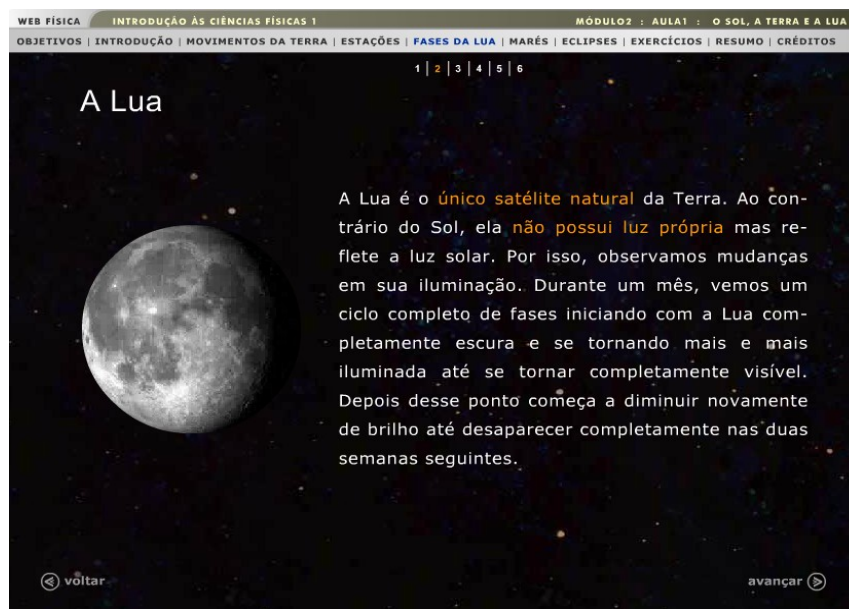 WEB FÍSICA INTRODUÇÃO ÀS CIÊNCIAS FÍSICAS 1 MÓDULO2 : AULA1 : O SOL, A TERRA E A LUA
OBJETIVOS | INTRODUÇÃO | MOVIMENTOS DA TERRA | ESTAÇÕES | FASES DA LUA | MARÉS | ECLIPSES | EXERCÍCIOS | RESUMO | CRÉDITOS
1 | 2 | 3 | 4 | 5 | 6
A Lua
A Lua é o único satélite natural da Terra. Ao con-
trário do Sol, ela não possui luz própria mas re-
flete a luz solar. Por isso, observamos mudanças
em sua iluminação. Durante um mês, vemos um
ciclo completo de fases iniciando com a Lua com-
pletamente escura e se tornando mais e mais
iluminada até se tornar completamente visível.
Depois desse ponto começa a diminuir novamente
de brilho até desaparecer completamente nas duas
semanas seguintes.
voltar avançar